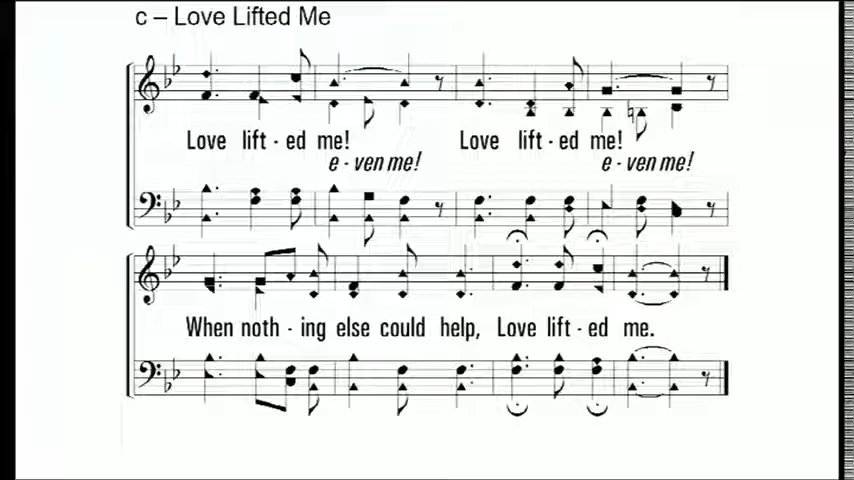 c – Love Lifted Me
Love lift - ed me! Love lift - ed me!
e - ven me! e - ven me!
When noth - ing else could help, Love lift - ed me.